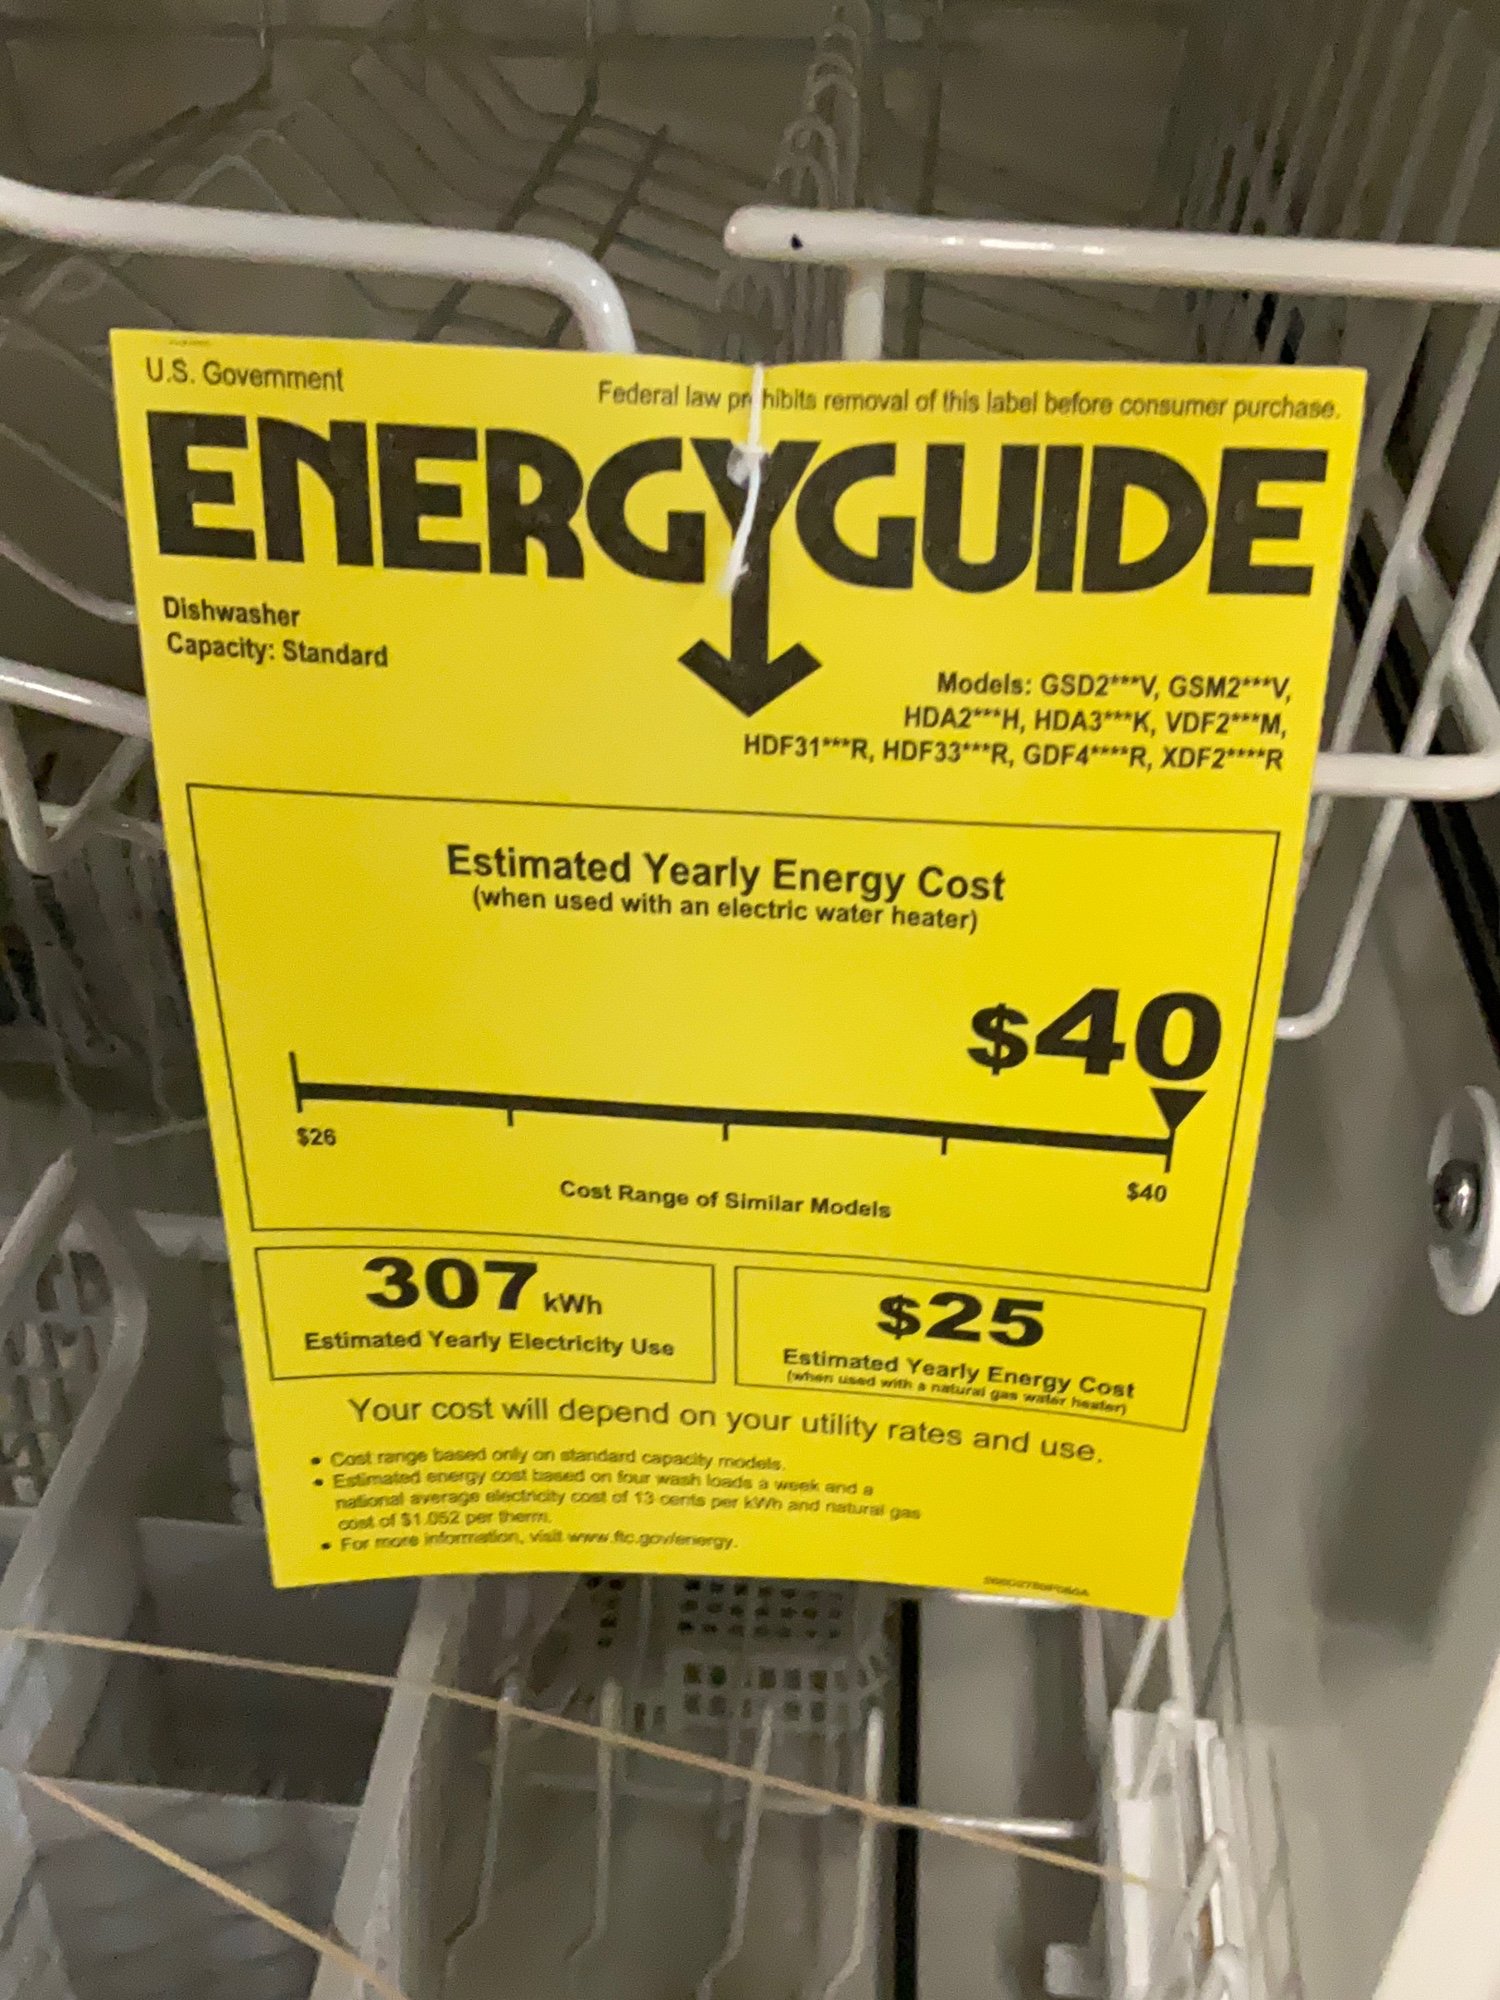 U.S. Government
Federal law prohibits removal of this label before consumer purchase.
ENERGYGUIDE
Dishwasher
Capacity: Standard
Models: GSD2***V, GSM2***V,
HDA2***H, HDA3***K, VDF2***M,
HDF31***R, HDF33***R, GDF4****R, XDF2****R
Estimated Yearly Energy Cost
(when used with an electric water heater)
$40
$26
$40
Cost Range of Similar Models
307 kWh
Estimated Yearly Electricity Use
$25
Estimated Yearly Energy Cost
(when used with a natural gas water heater)
Your cost will depend on your utility rates and use.
• Cost range based only on standard capacity models.
• Estimated energy cost based on four wash loads a week and a
national average electricity cost of 13 cents per kWh and natural gas
cost of $1.052 per therm.
• For more information, visit www.ftc.gov/energy.